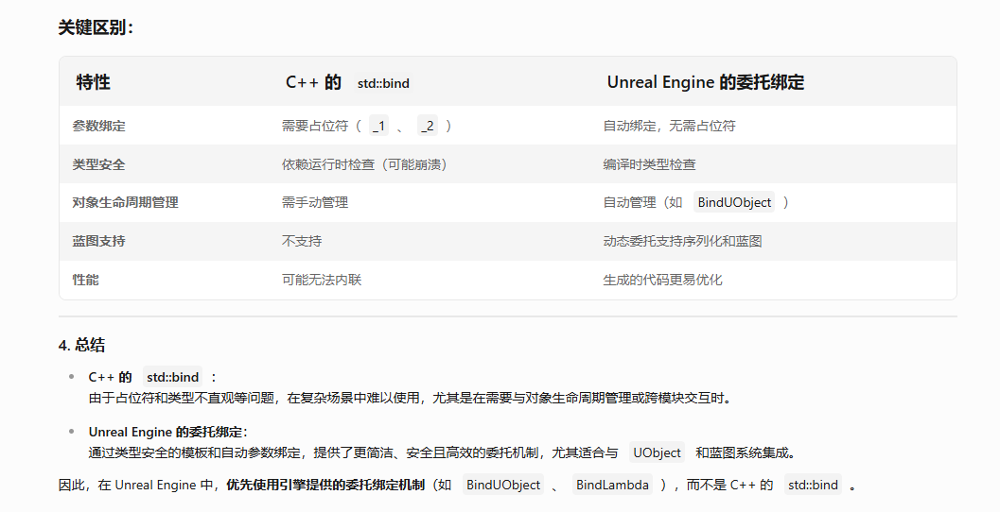 关键区别：
特性 C++ 的 std::bind Unreal Engine 的委托绑定
参数绑定 需要占位符（ _1 、 _2 ） 自动绑定，无需占位符
类型安全 依赖运行时检查（可能崩溃） 编译时类型检查
对象生命周期管理 需手动管理 自动管理（如 BindUObject ）
蓝图支持 不支持 动态委托支持序列化和蓝图
性能 可能无法内联 生成的代码更易优化
4. 总结
C++ 的 std::bind ：
由于占位符和类型不直观等问题，在复杂场景中难以使用，尤其是在需要与对象生命周期管理或跨模块交互时。
Unreal Engine 的委托绑定：
通过类型安全的模板和自动参数绑定，提供了更简洁、安全且高效的委托机制，尤其适合与 UObject 和蓝图系统集成。
因此，在 Unreal Engine 中，优先使用引擎提供的委托绑定机制（如 BindUObject 、 BindLambda ），而不是 C++ 的 std::bind 。